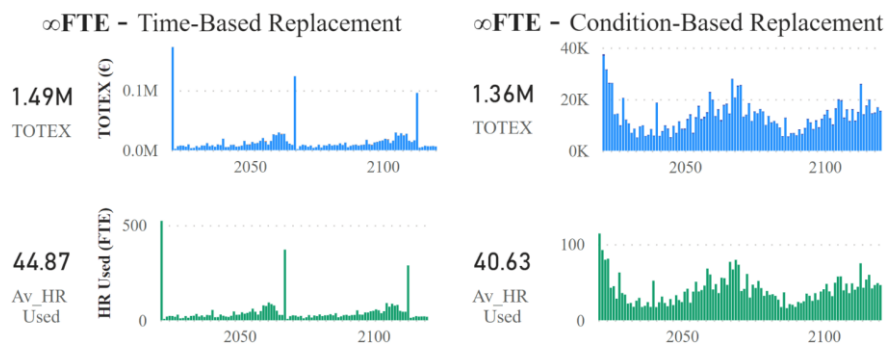 ∞FTE - Time-Based Replacement
1.49M
TOTEX
TOTEX (€)
0.1M
0.0M
2050
2100
44.87
Av_HR
Used
HR Used (FTE)
500
0
2050
2100
∞FTE - Condition-Based Replacement
1.36M
TOTEX
40K
20K
0K
2050
2100
40.63
Av_HR
Used
100
0
2050
2100